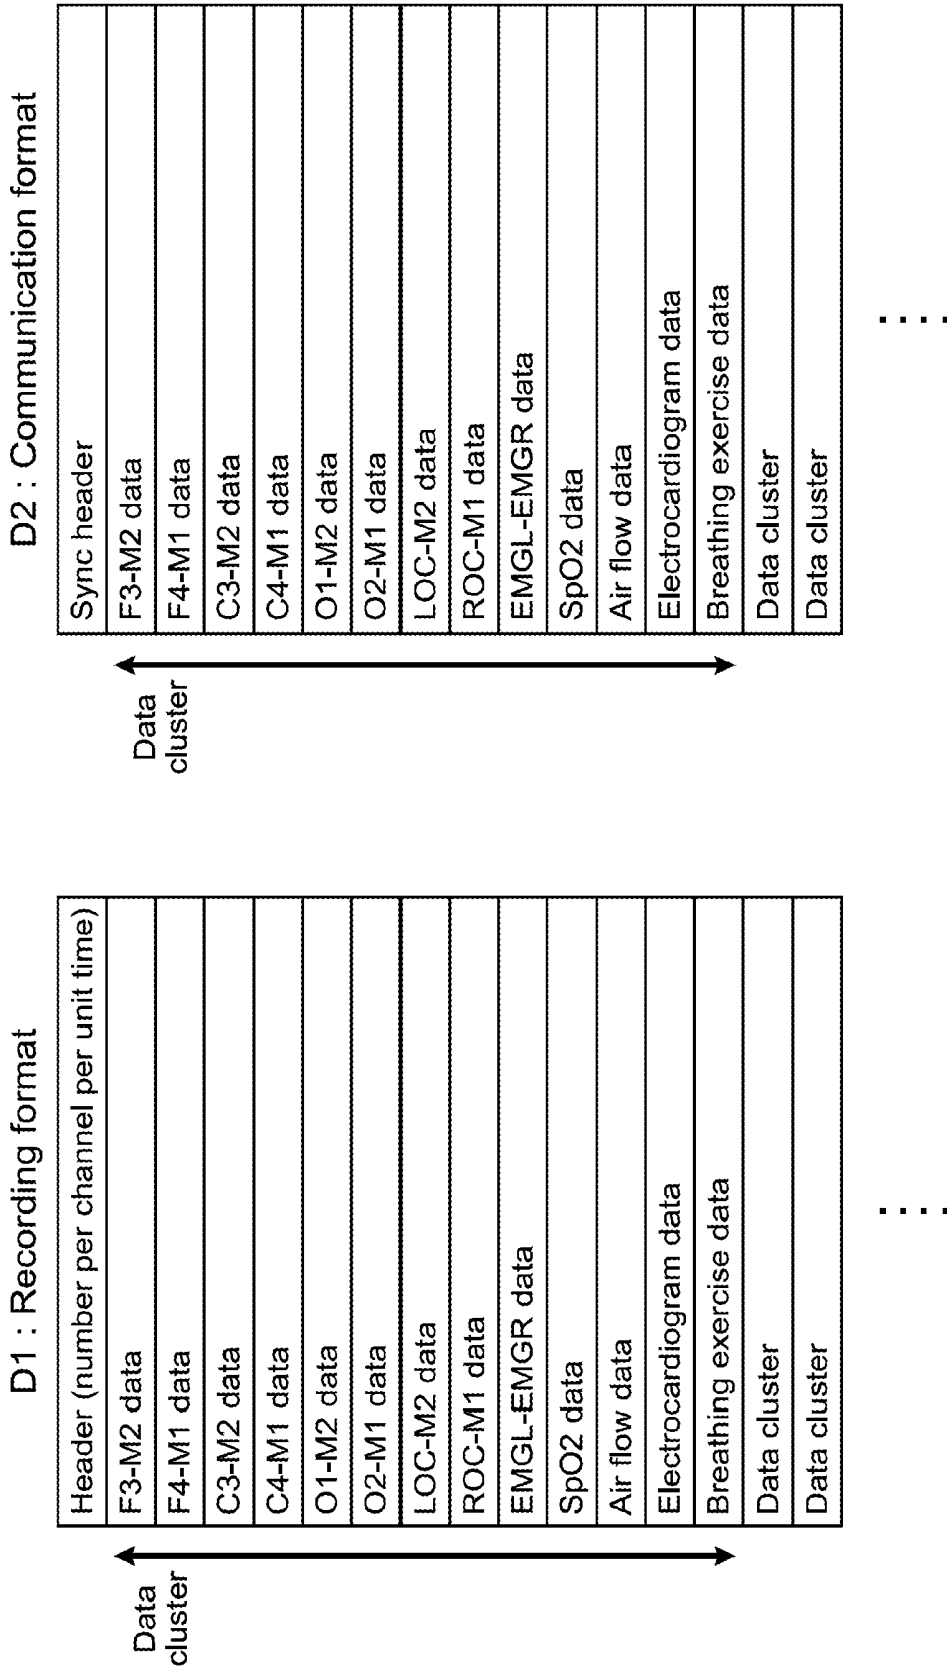 D1 : Recording format
Header (number per channel per unit time)
F3-M2 data
F4-M1 data
C3-M2 data
C4-M1 data
O1-M2 data
O2-M1 data
LOC-M2 data
ROC-M1 data
EMGL-EMGR data
SpO2 data
Air flow data
Electrocardiogram data
Breathing exercise data
Data cluster
Data cluster
....
Data
cluster
D2 : Communication format
Sync header
F3-M2 data
F4-M1 data
C3-M2 data
C4-M1 data
O1-M2 data
O2-M1 data
LOC-M2 data
ROC-M1 data
EMGL-EMGR data
SpO2 data
Air flow data
Electrocardiogram data
Breathing exercise data
Data cluster
Data cluster
....
Data
cluster